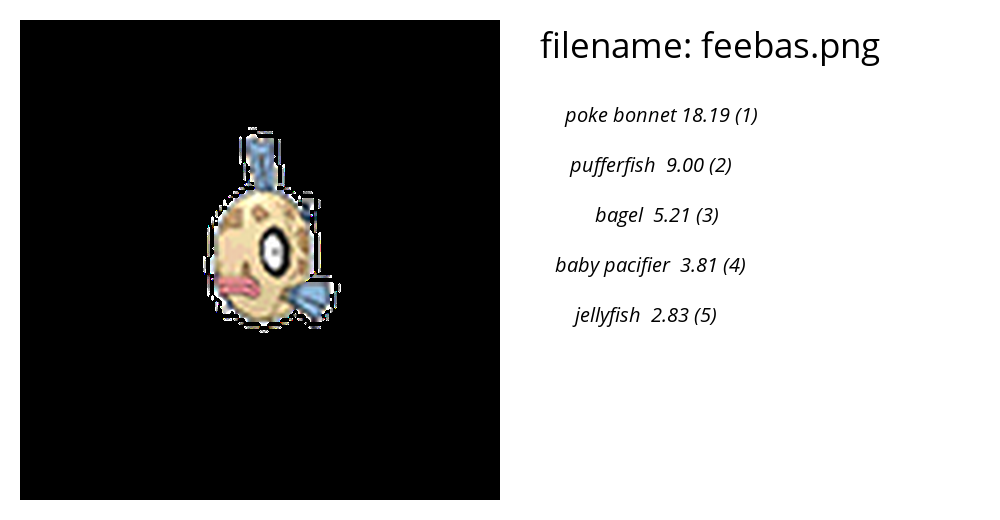 filename: feebas.png
poke bonnet 18.19 (1)
pufferfish 9.00 (2)
bagel 5.21 (3)
baby pacifier 3.81 (4)
jellyfish 2.83 (5)